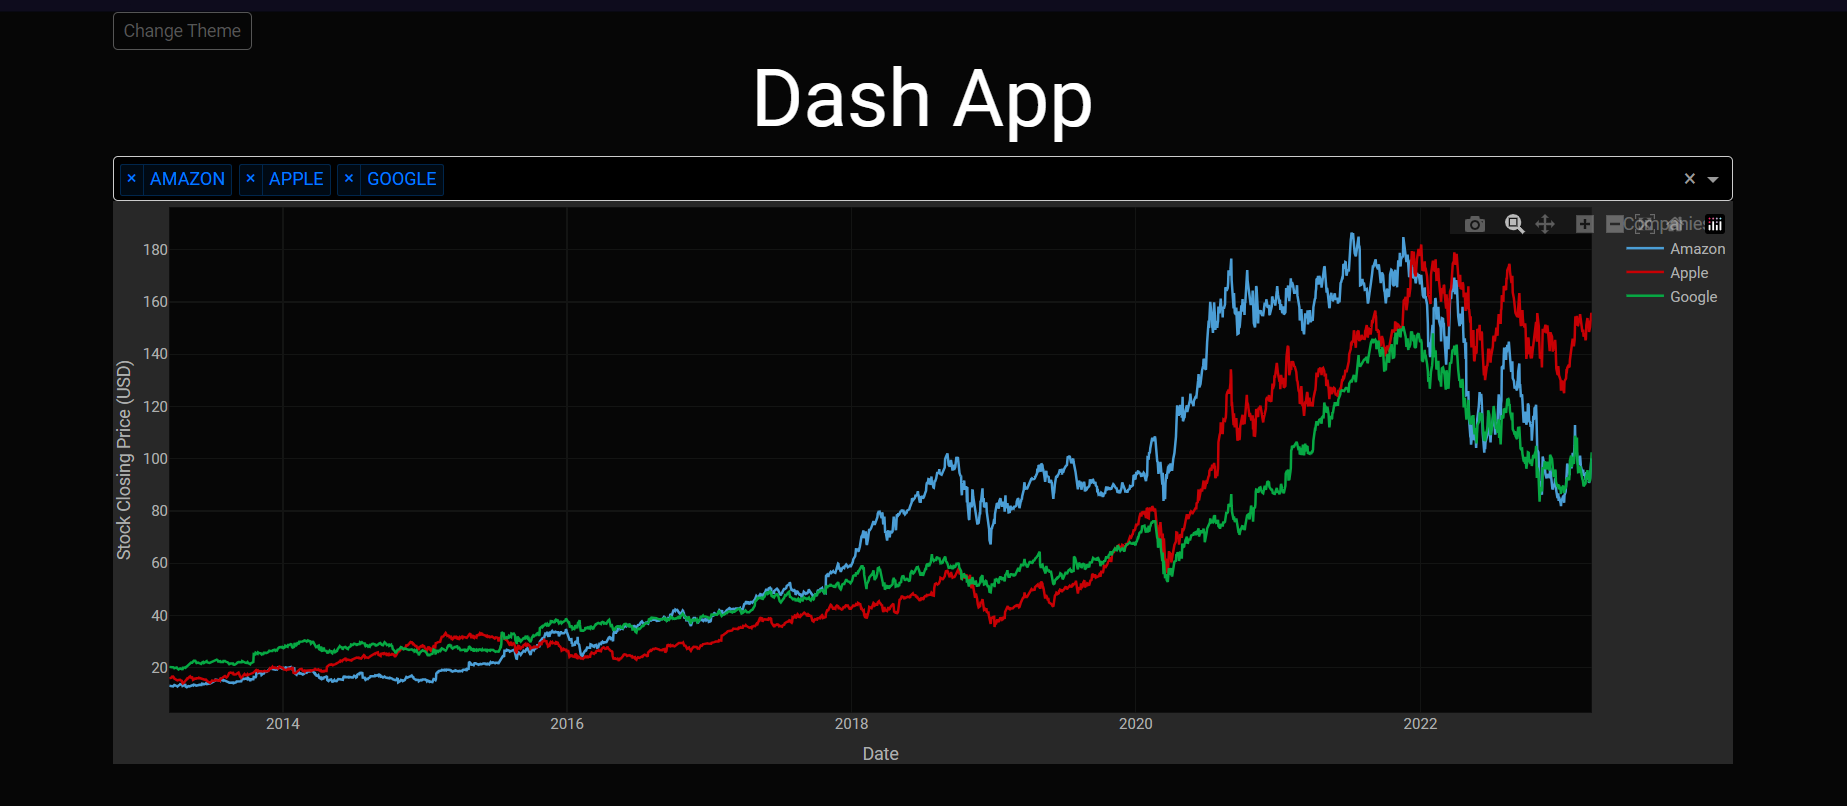 Change Theme
Dash App
× AMAZON × APPLE × GOOGLE ×
Companies
Amazon
Apple
Google
Stock Closing Price (USD)
180
160
140
120
100
80
60
40
20
2014 2016 2018 2020 2022
Date